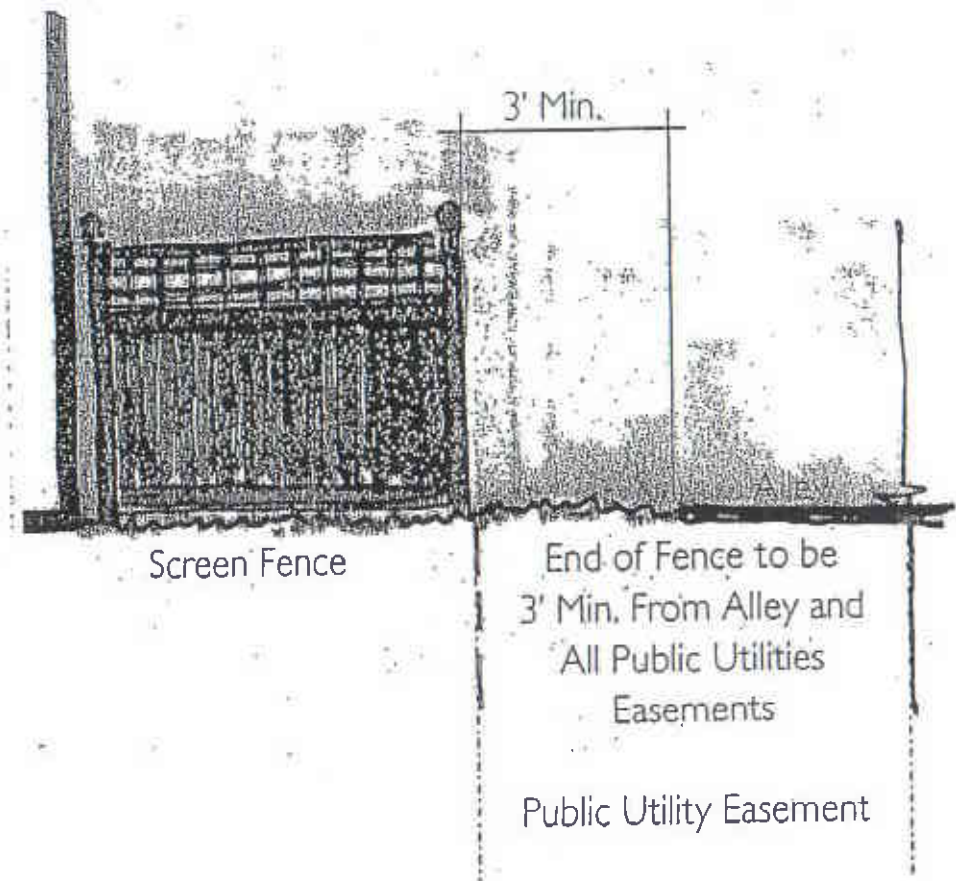 3' Min.
Alley
Screen Fence
End of Fence to be
3' Min. From Alley and
All Public Utilities
Easements
Public Utility Easement